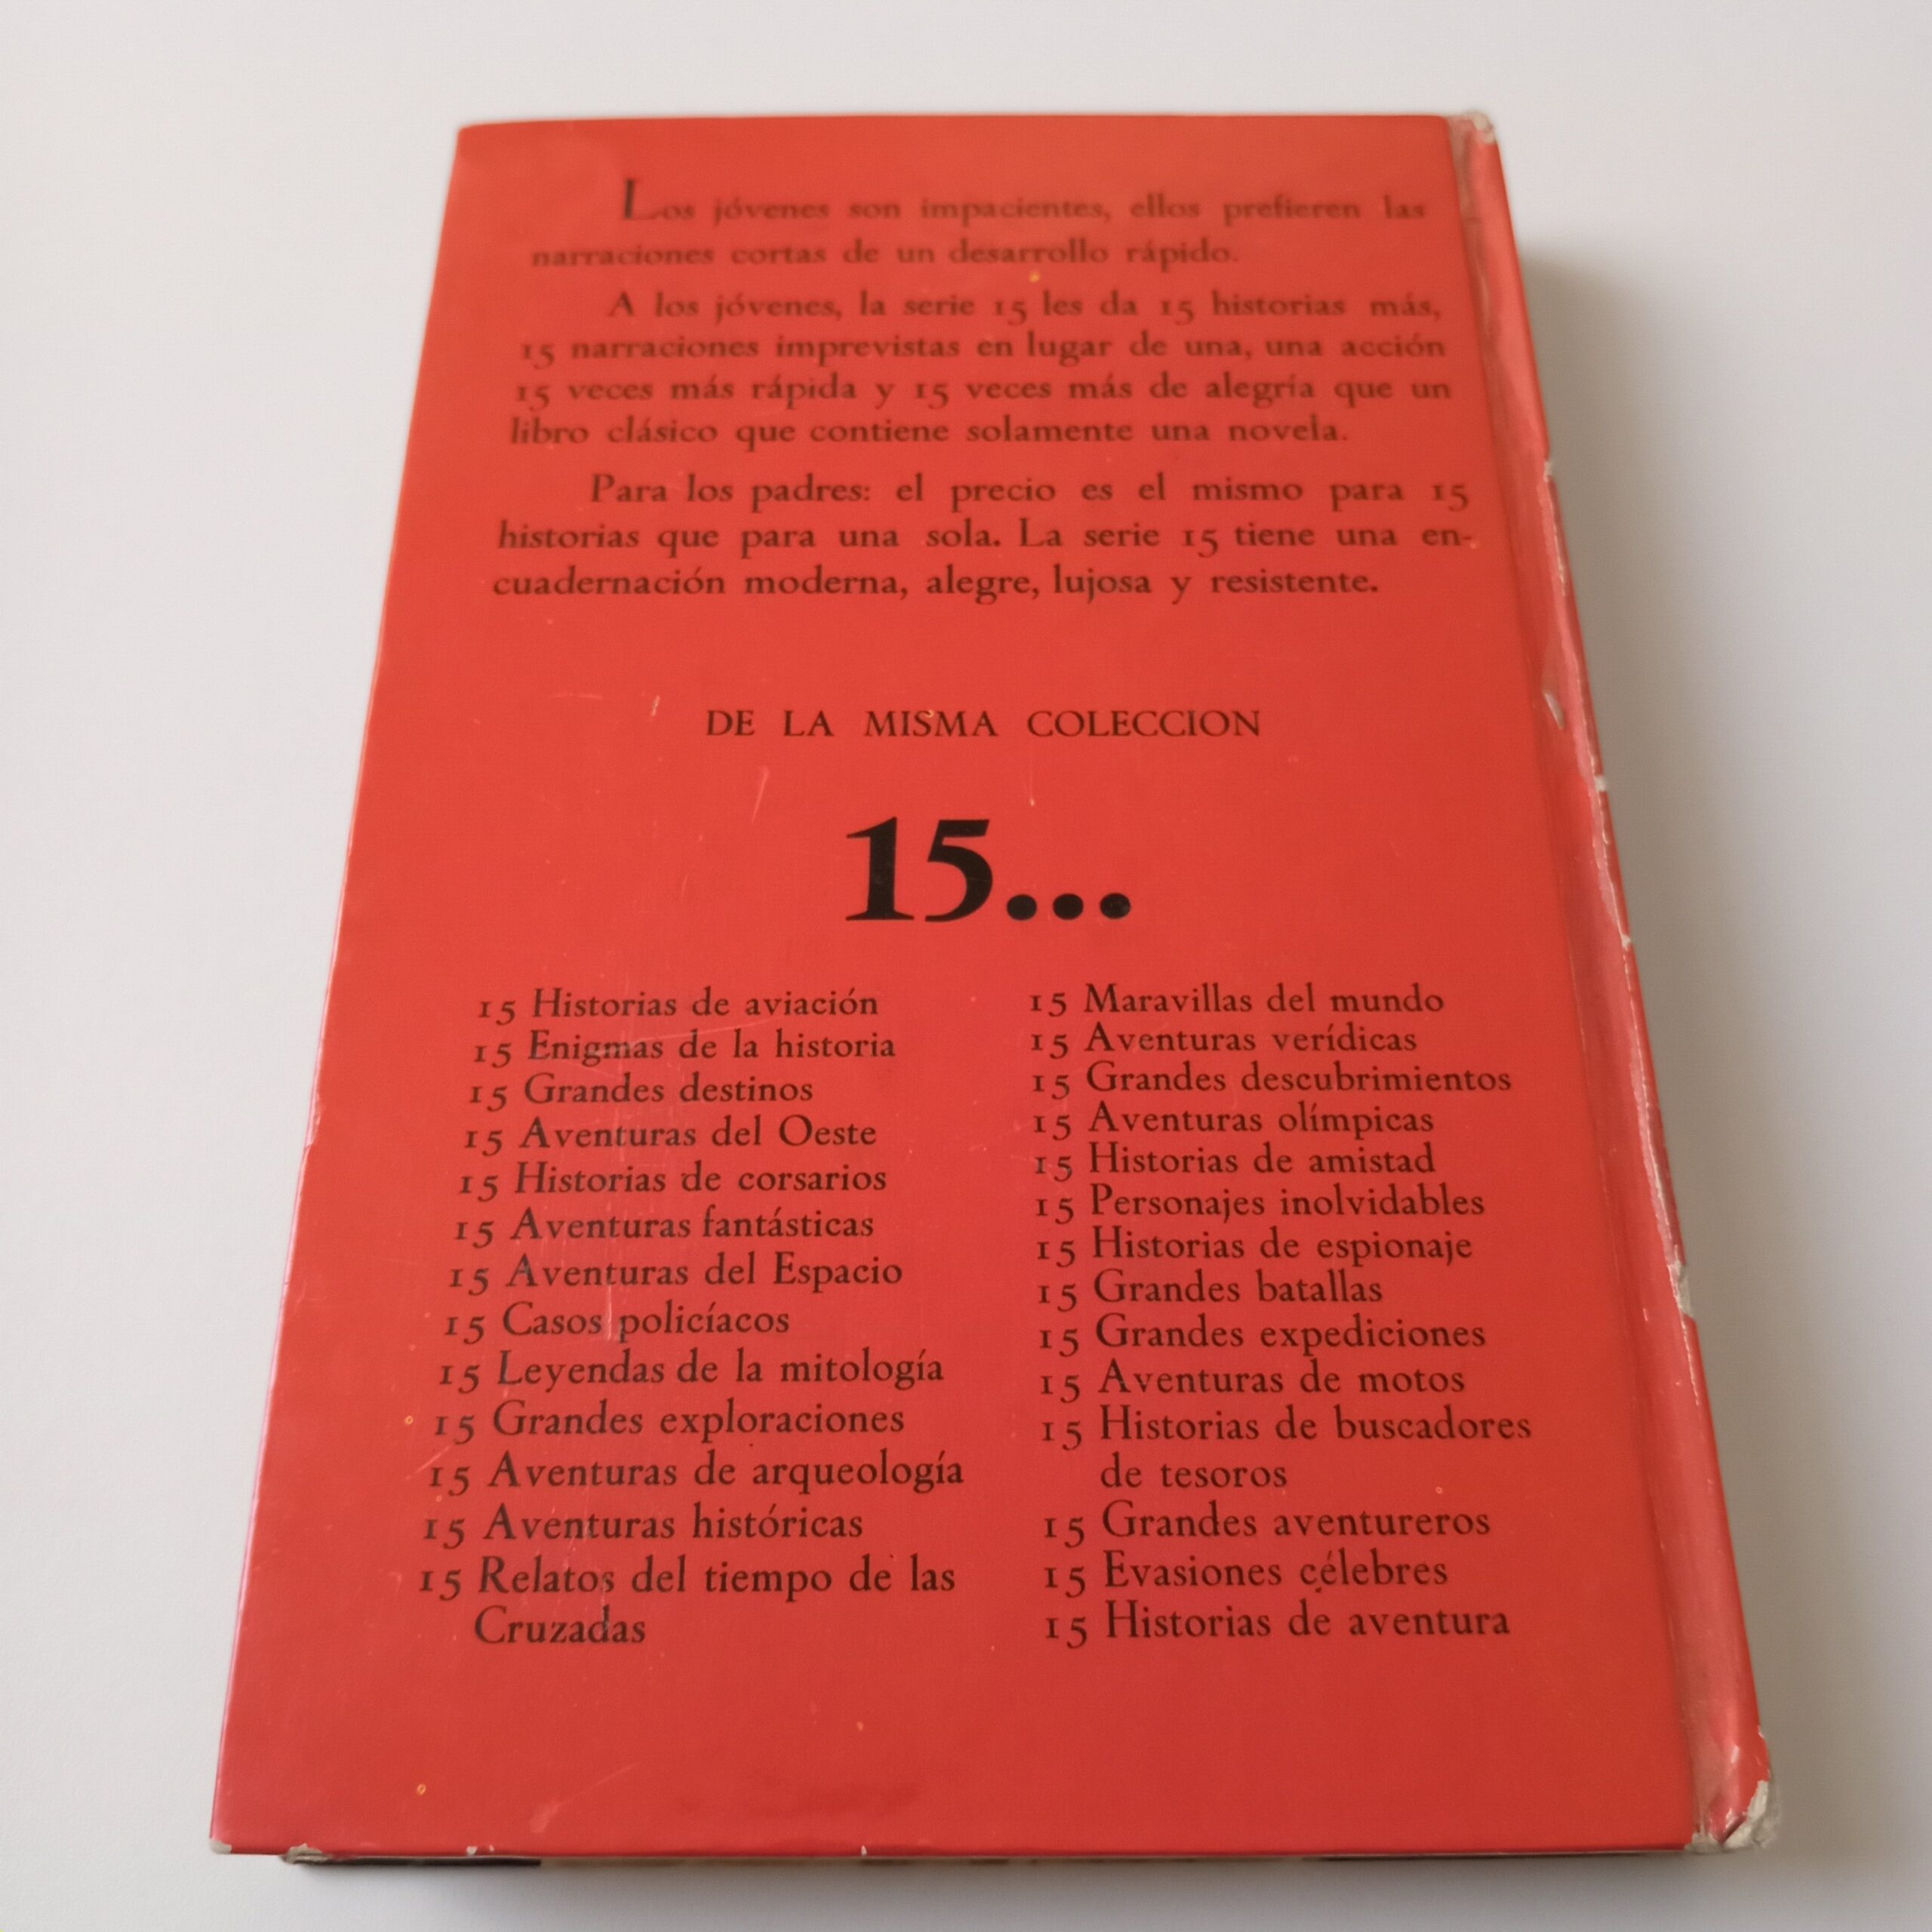 Los jóvenes son impacientes, ellos prefieren las
narraciones cortas de un desarrollo rápido.
A los jóvenes, la serie 15 les da 15 historias más,
15 narraciones imprevistas en lugar de una, una acción
15 veces más rápida y 15 veces más de alegría que un
libro clásico que contiene solamente una novela.
Para los padres: el precio es el mismo para 15
historias que para una sola. La serie 15 tiene una en-
cuadernación moderna, alegre, lujosa y resistente.
DE LA MISMA COLECCION
15...
15 Historias de aviación
15 Enigmas de la historia
15 Grandes destinos
15 Aventuras del Oeste
15 Historias de corsarios
15 Aventuras fantásticas
15 Aventuras del Espacio
15 Casos policíacos
15 Leyendas de la mitología
15 Grandes exploraciones
15 Aventuras de arqueología
15 Aventuras históricas
15 Relatos del tiempo de las
Cruzadas
15 Maravillas del mundo
15 Aventuras verídicas
15 Grandes descubrimientos
15 Aventuras olímpicas
15 Historias de amistad
15 Personajes inolvidables
15 Historias de espionaje
15 Grandes batallas
15 Grandes expediciones
15 Aventuras de motos
15 Historias de buscadores
de tesoros
15 Grandes aventureros
15 Evasiones célebres
15 Historias de aventura